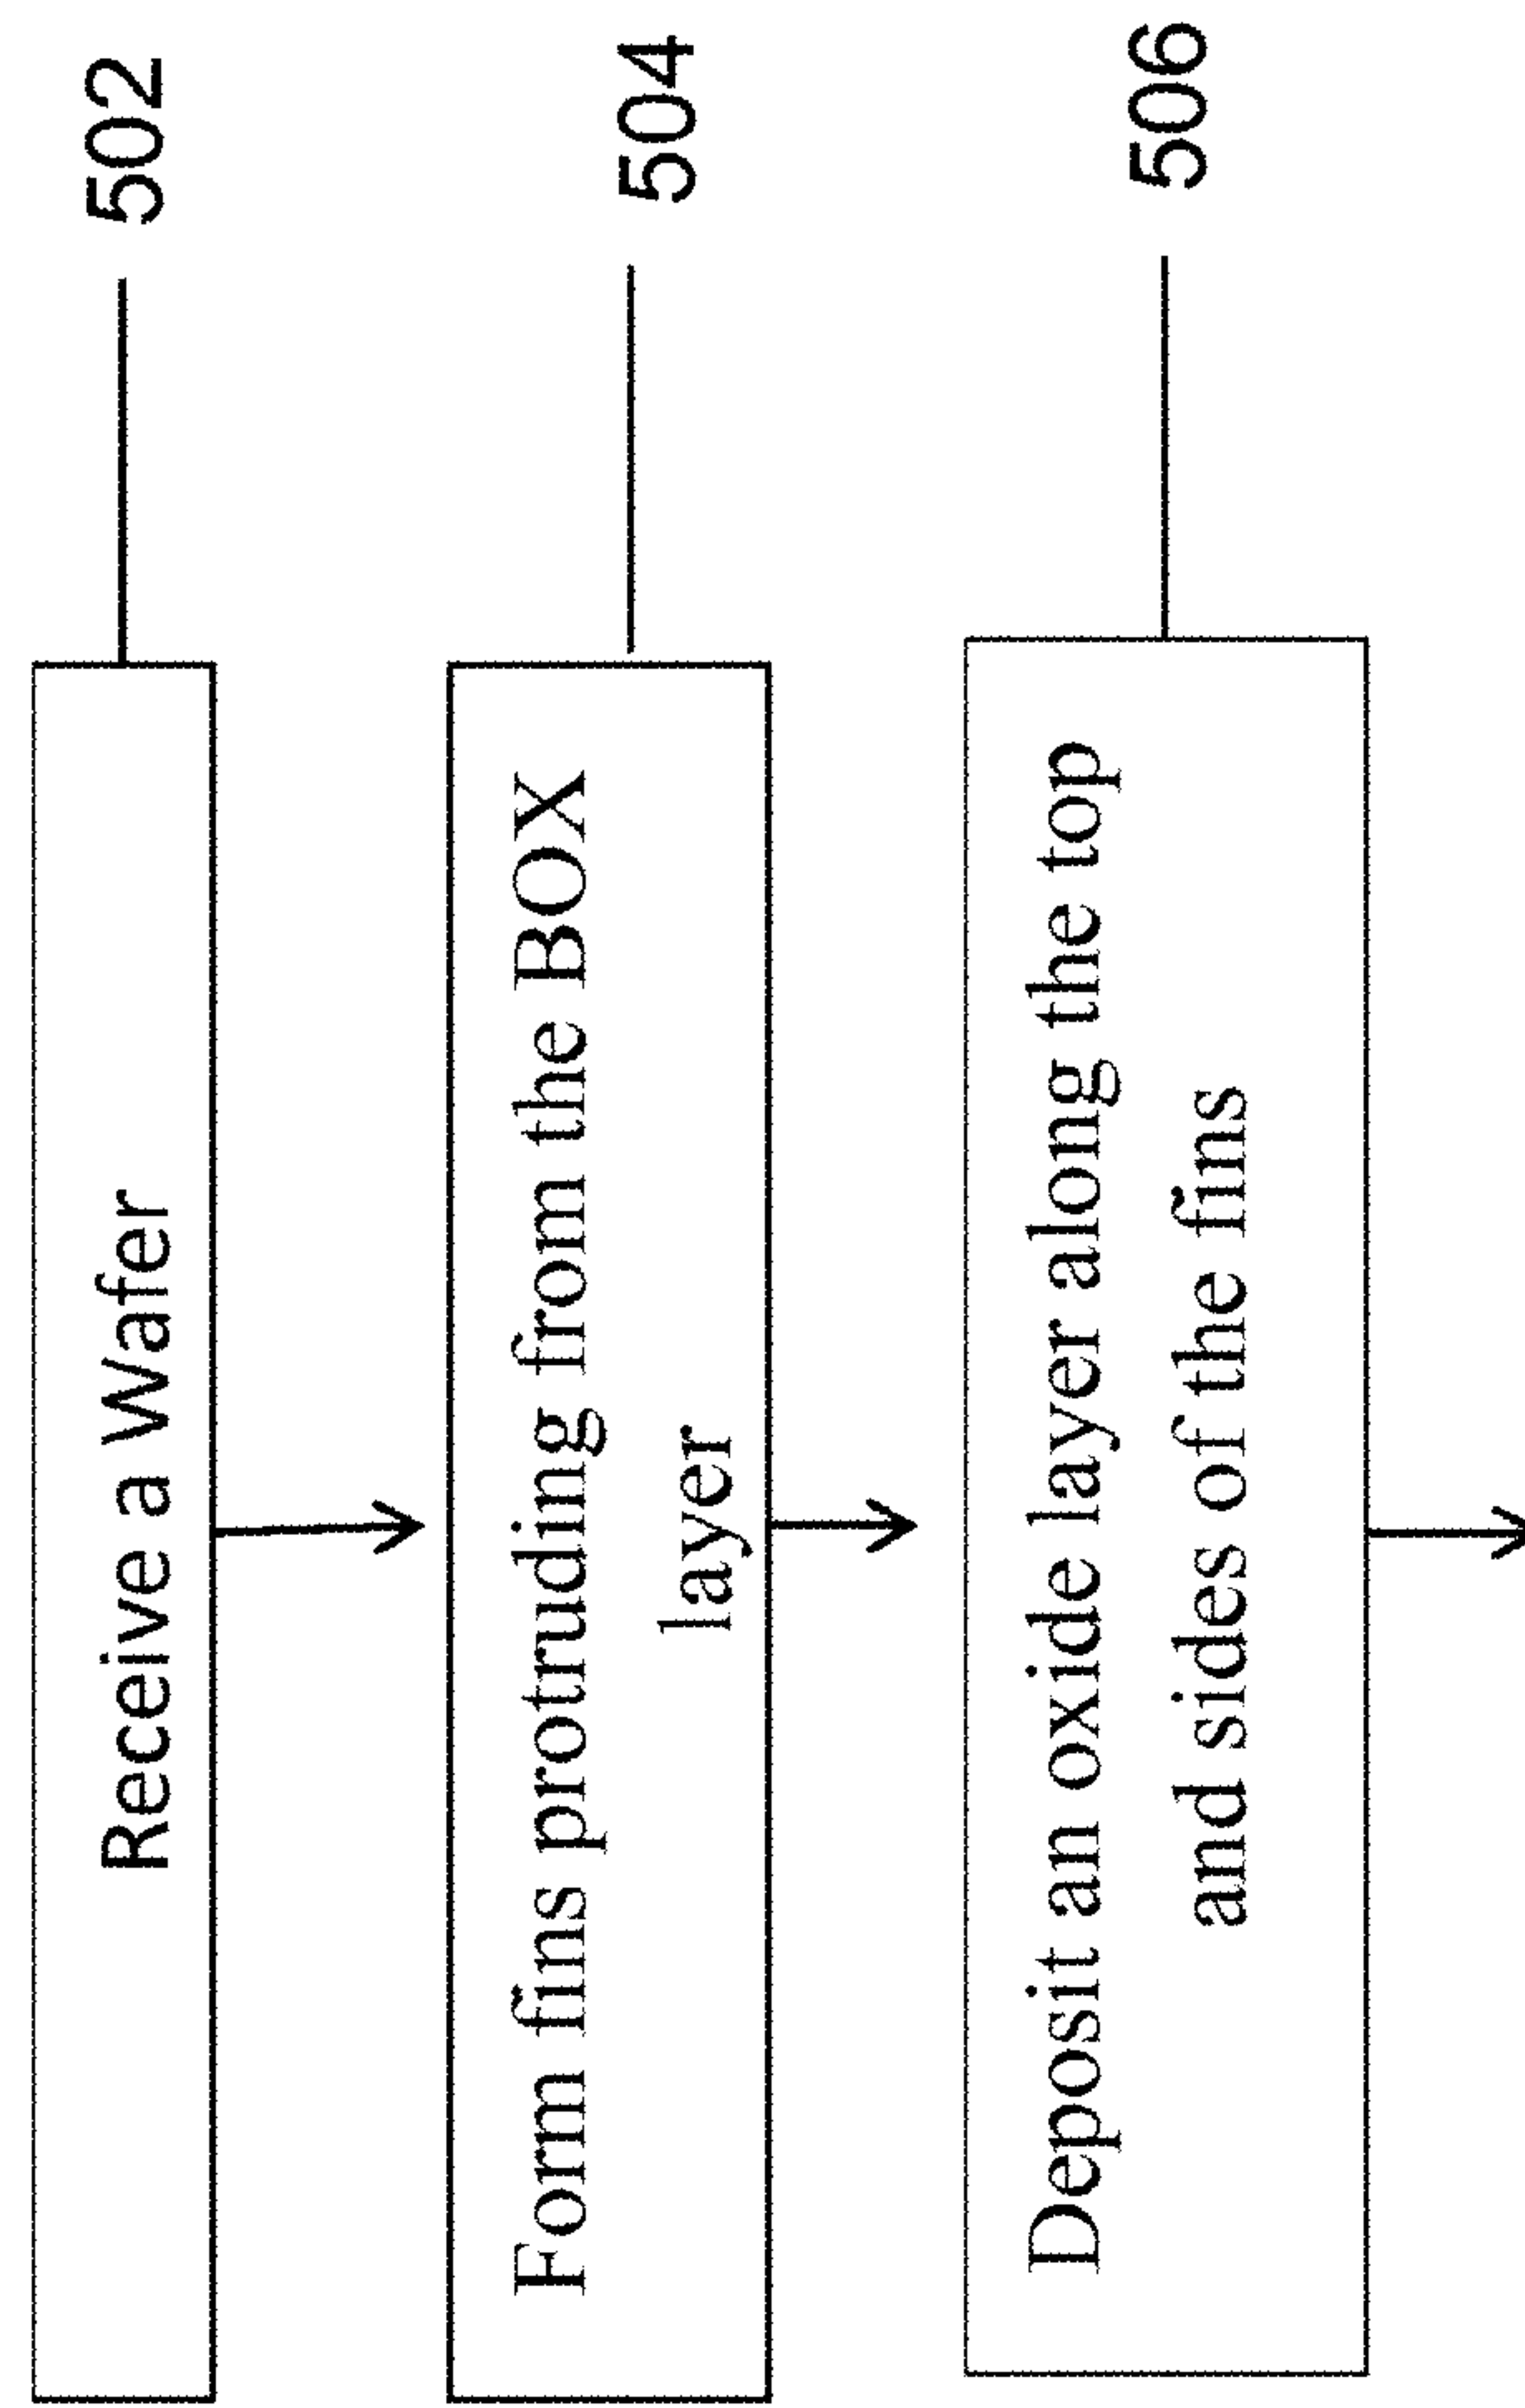 Receive a Wafer
502
Form fins protruding from the BOX
layer
504
Deposit an oxide layer along the top
and sides of the fins
506